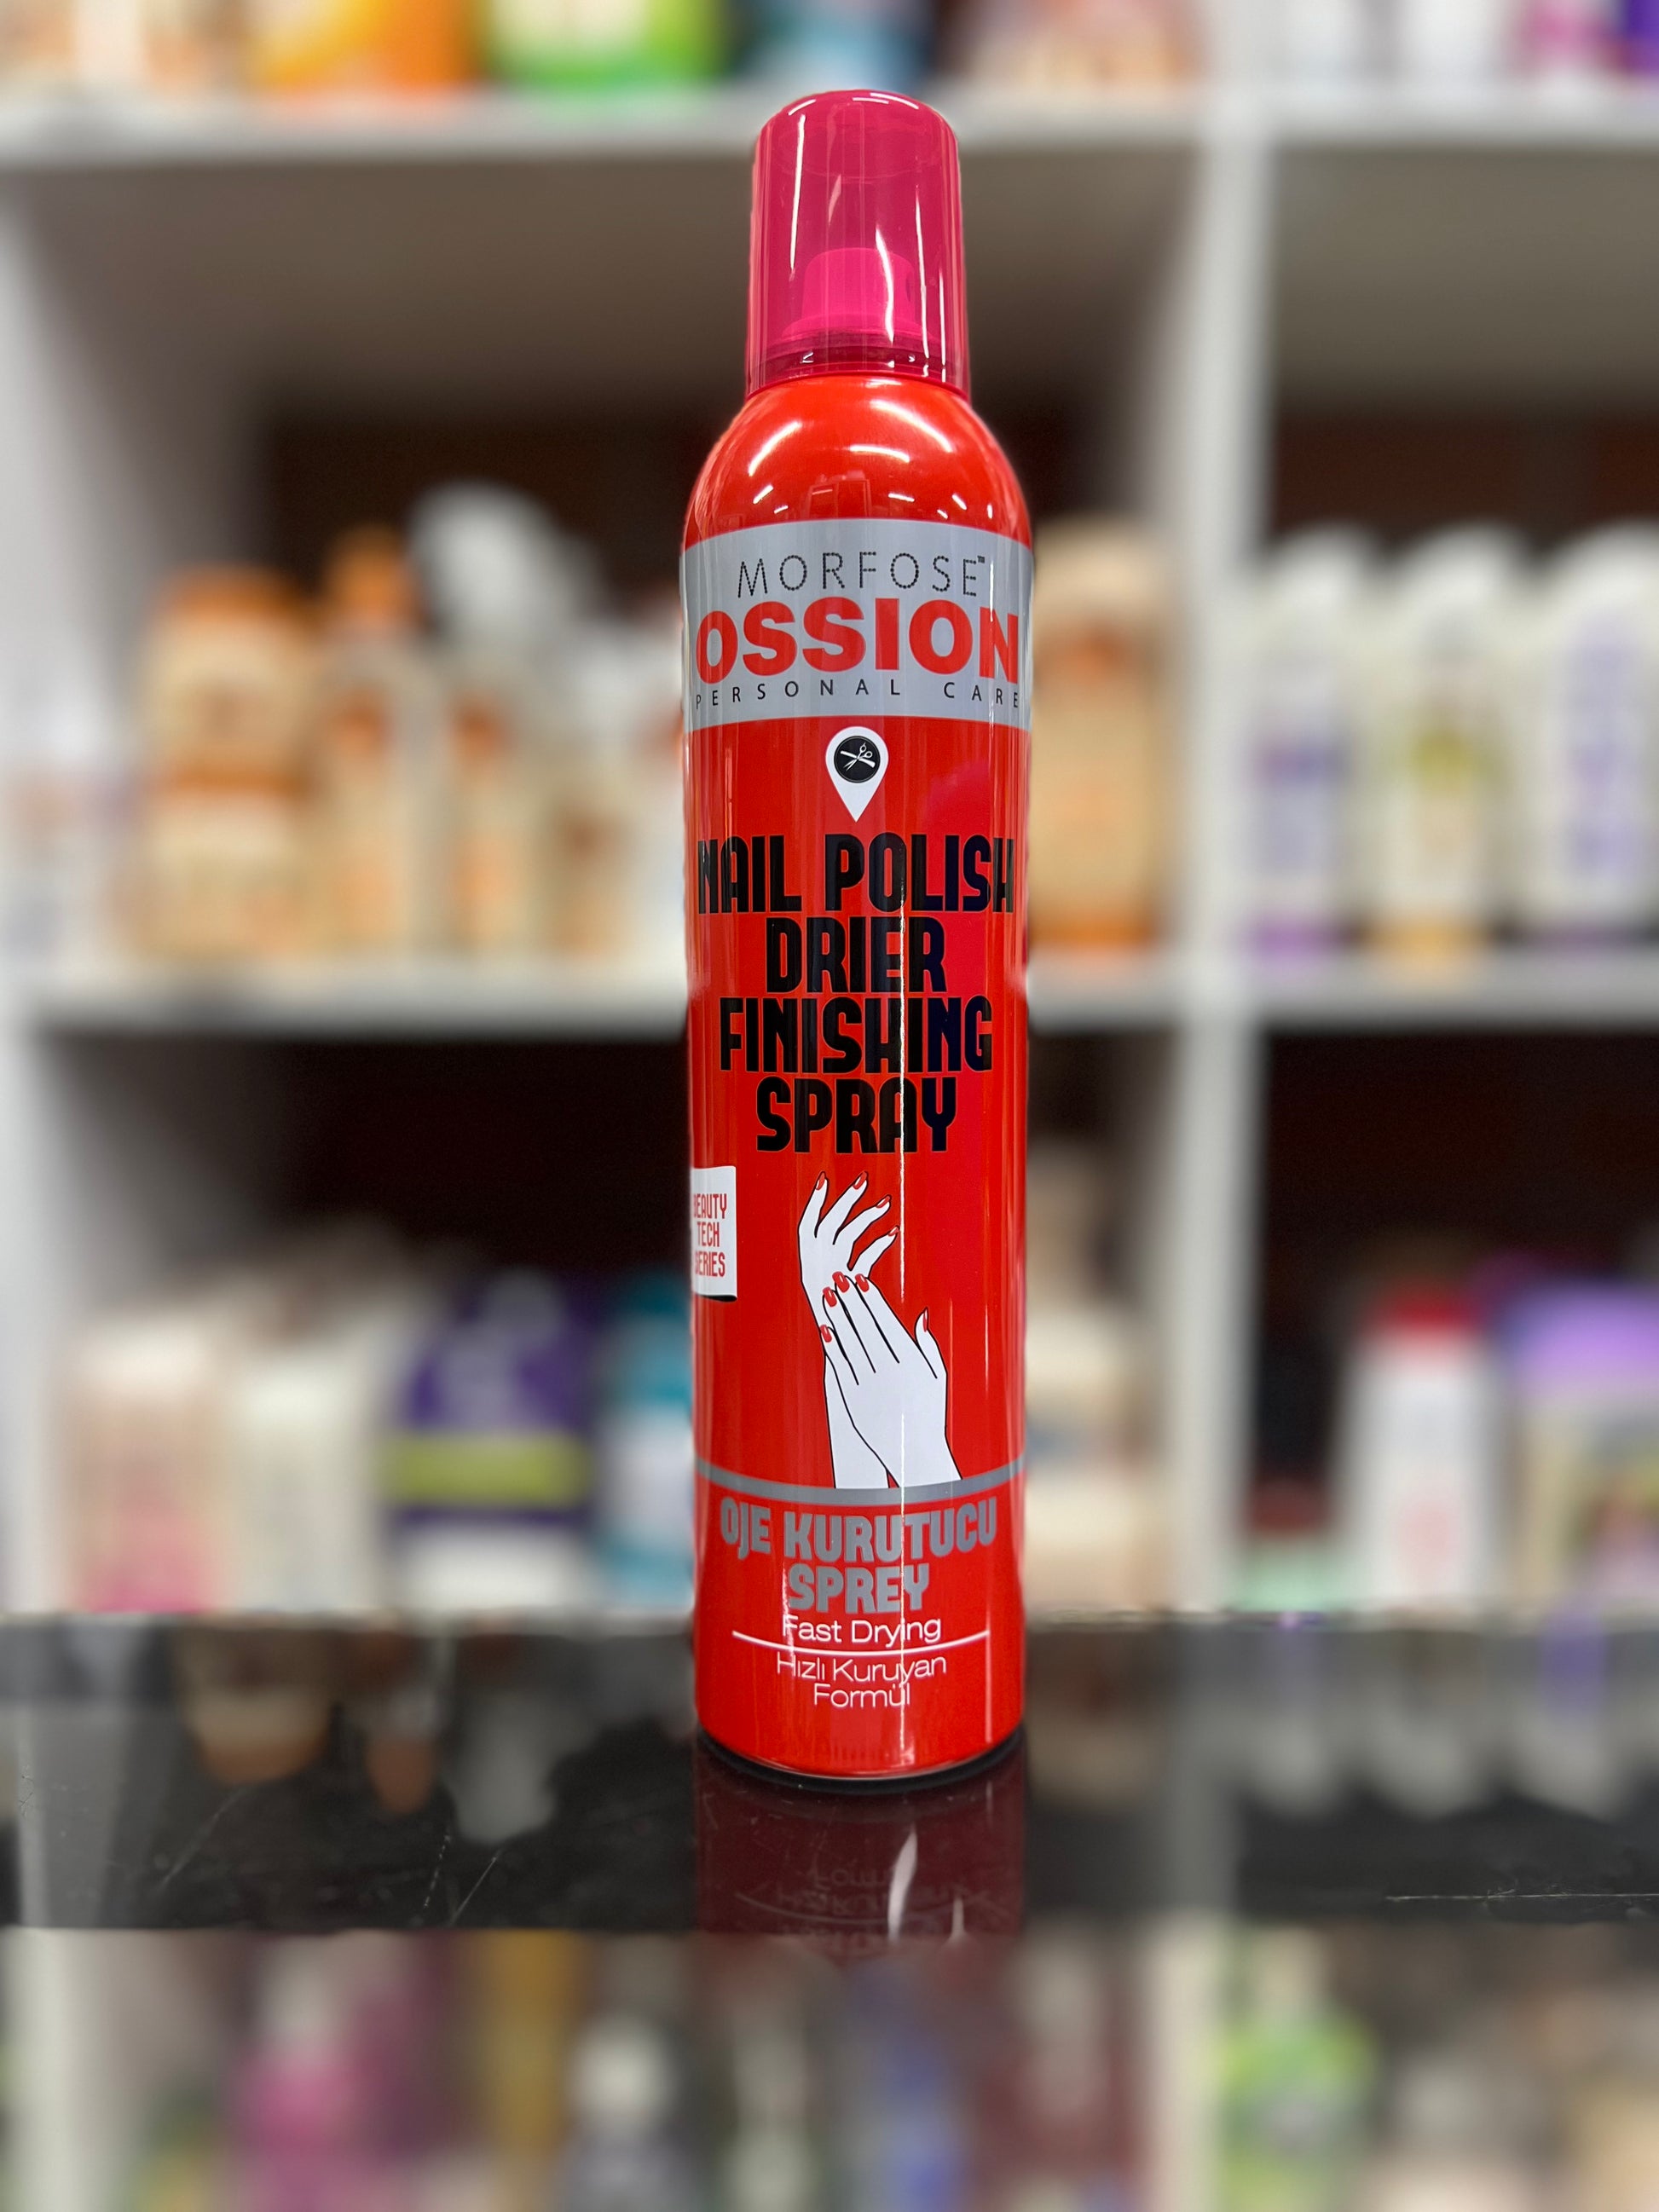 MORFOSE™
OSSION
PERSONAL CARE
NAIL POLISH
DRIER
FINISHING
SPRAY
BEAUTY
TECH
SERIES
OJE KURUTUCU
SPREY
Fast Drying
Hızlı Kuruyan
Formül